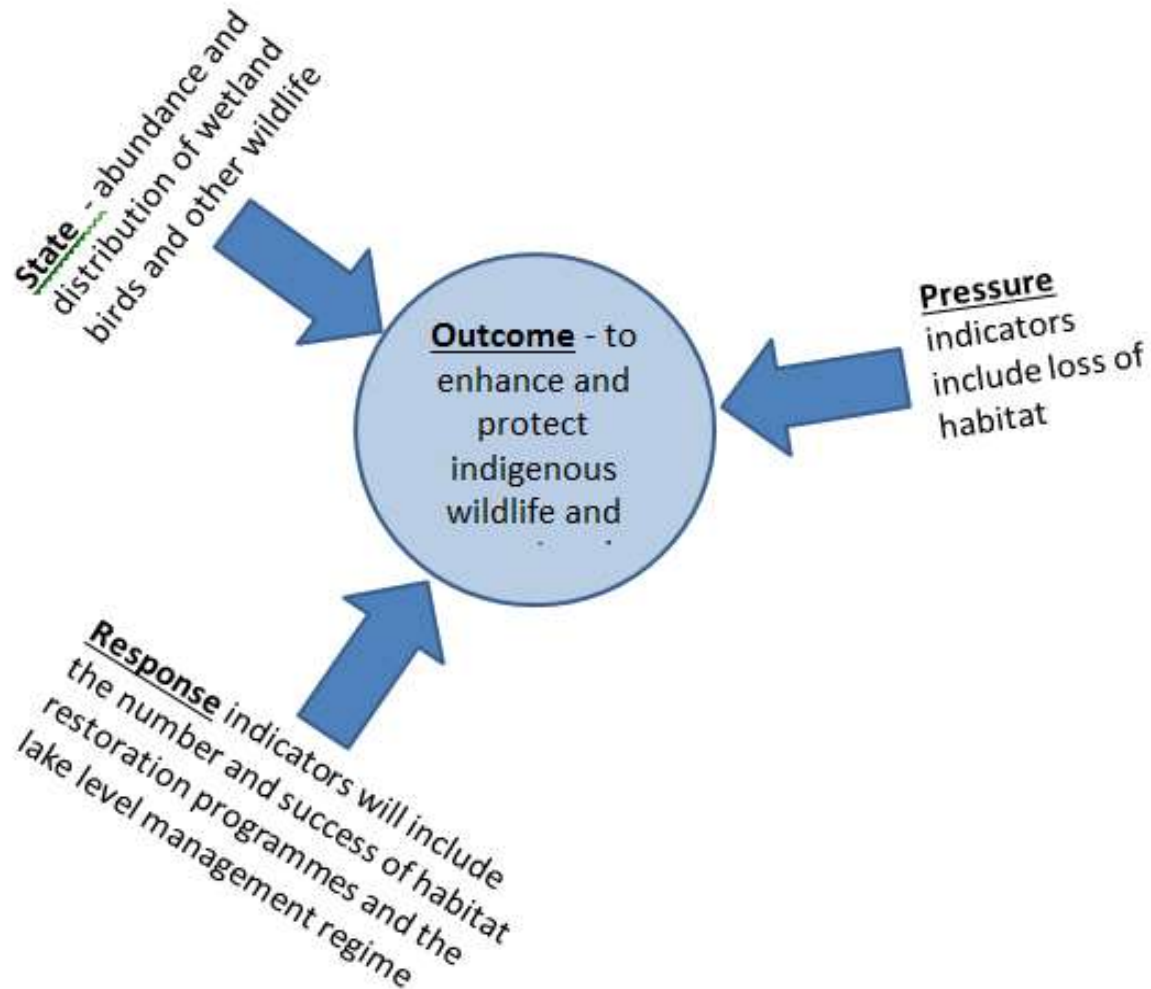 State - abundance and
distribution of wetland
birds and other wildlife
Outcome - to
enhance and
protect
indigenous
wildlife and
Pressure
indicators
include loss of
habitat
Response indicators will include
the number and success of habitat
restoration programmes and the
lake level management regime